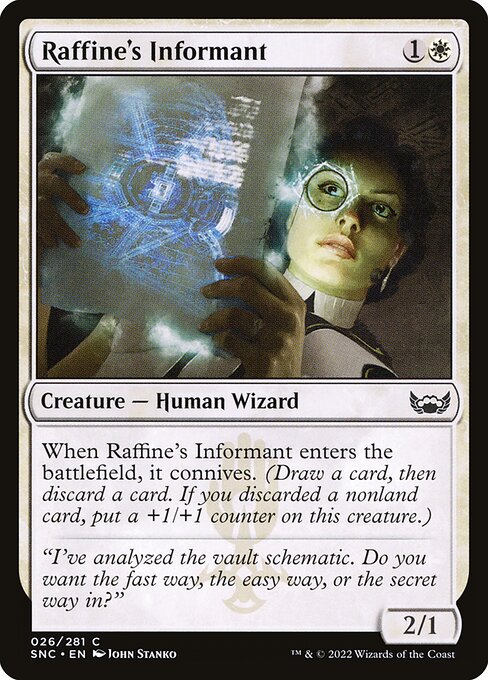 Raffine's Informant 1
Creature — Human Wizard
When Raffine's Informant enters the
battlefield, it connives. (Draw a card, then
discard a card. If you discarded a nonland
card, put a +1/+1 counter on this creature.)
"I've analyzed the vault schematic. Do you
want the fast way, the easy way, or the secret
way in?"
2/1
026/281 C
SNC • EN John Stanko
™ & © 2022 Wizards of the Coast